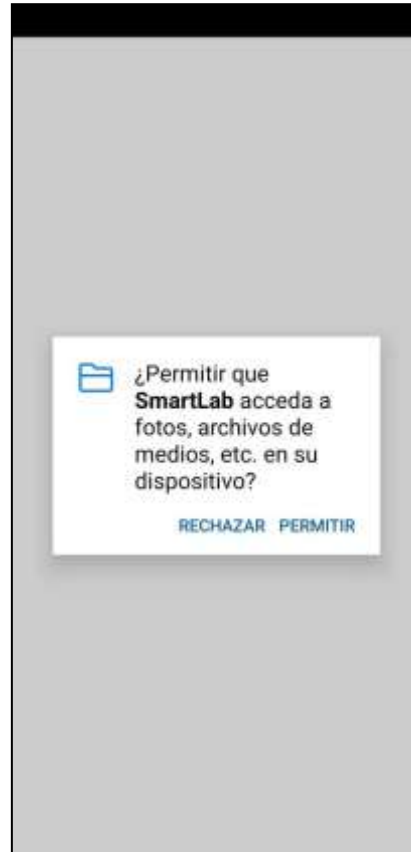 ¿Permitir que
SmartLab acceda a
fotos, archivos de
medios, etc. en su
dispositivo?
RECHAZAR PERMITIR